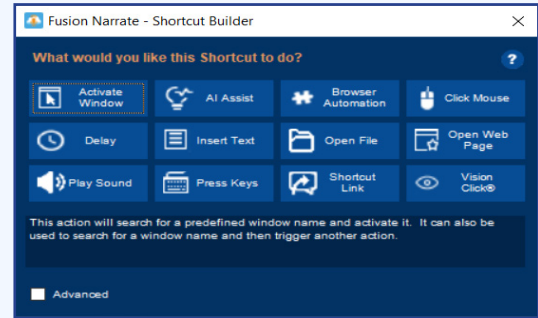 Fusion Narrate - Shortcut Builder
What would you like this Shortcut to do?
?
Activate
Window
AI Assist
Browser
Automation
Click Mouse
Delay
Insert Text
Open File
Open Web
Page
Play Sound
Press Keys
Shortcut
Link
Vision
Click®
This action will search for a predefined window name and activate it. It can also be
used to search for a window name and then trigger another action.
Advanced